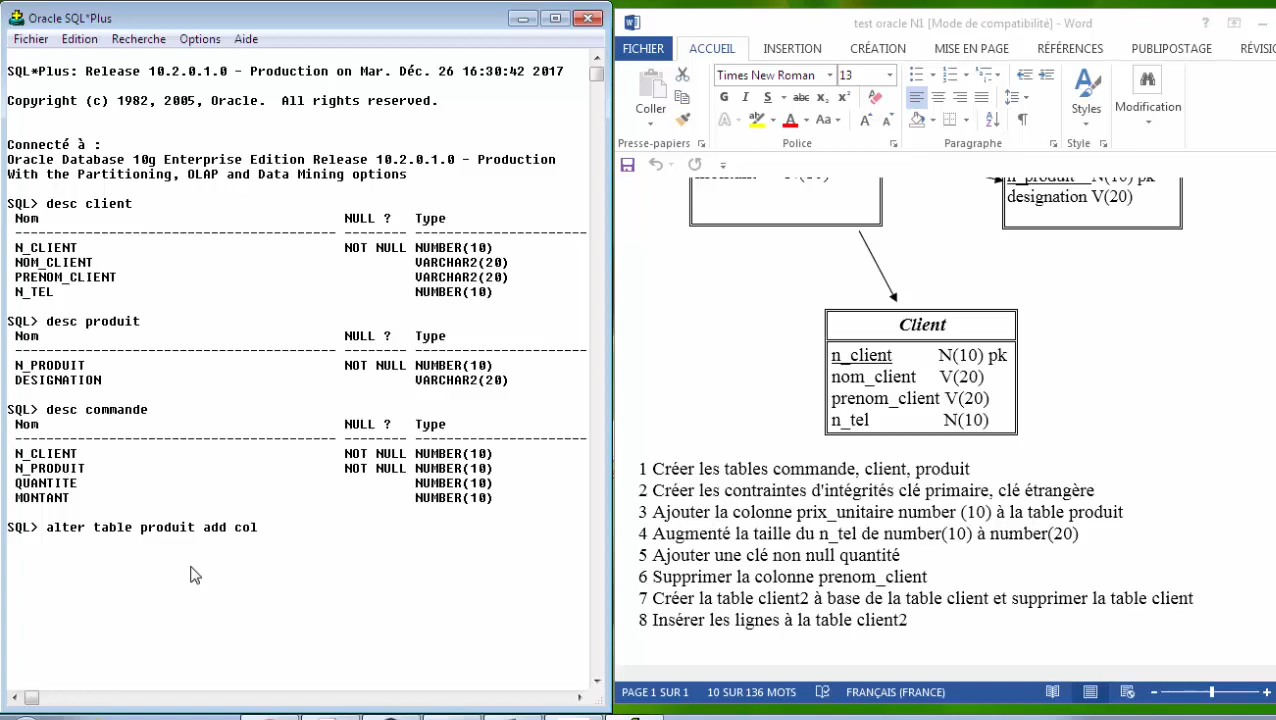 Oracle SQL*Plus
Fichier Edition Recherche Options Aide
SQL*Plus: Release 10.2.0.1.0 - Production on Mar. Déc. 26 16:30:42 2017
Copyright (c) 1982, 2005, Oracle. All rights reserved.
Connecté à :
Oracle Database 10g Enterprise Edition Release 10.2.0.1.0 - Production
With the Partitioning, OLAP and Data Mining options
SQL> desc client
Nom NULL ? Type
N_CLIENT NOT NULL NUMBER(10)
NOM_CLIENT VARCHAR2(20)
PRENOM_CLIENT VARCHAR2(20)
N_TEL NUMBER(10)
SQL> desc produit
Nom NULL ? Type
N_PRODUIT NOT NULL NUMBER(10)
DESIGNATION VARCHAR2(20)
SQL> desc commande
Nom NULL ? Type
N_CLIENT NOT NULL NUMBER(10)
N_PRODUIT NOT NULL NUMBER(10)
QUANTITE NUMBER(10)
MONTANT NUMBER(10)
SQL> alter table produit add col
test oracle N1 [Mode de compatibilité] - Word
FICHIER ACCUEIL INSERTION CRÉATION MISE EN PAGE RÉFÉRENCES PUBLIPOSTAGE RÉVISI
Times New Roman 13
Coller
G I S abc x₂ x²
Styles
Modification
A A Aa A A
Presse-papiers Police Paragraphe Style
n_produit N(10) pk
designation V(20)
Client
n_client N(10) pk
nom_client V(20)
prenom_client V(20)
n_tel N(10)
1 Créer les tables commande, client, produit
2 Créer les contraintes d'intégrités clé primaire, clé étrangère
3 Ajouter la colonne prix_unitaire number (10) à la table produit
4 Augmenté la taille du n_tel de number(10) à number(20)
5 Ajouter une clé non null quantité
6 Supprimer la colonne prenom_client
7 Créer la table client2 à base de la table client et supprimer la table client
8 Insérer les lignes à la table client2
PAGE 1 SUR 1 10 SUR 136 MOTS FRANÇAIS (FRANCE)